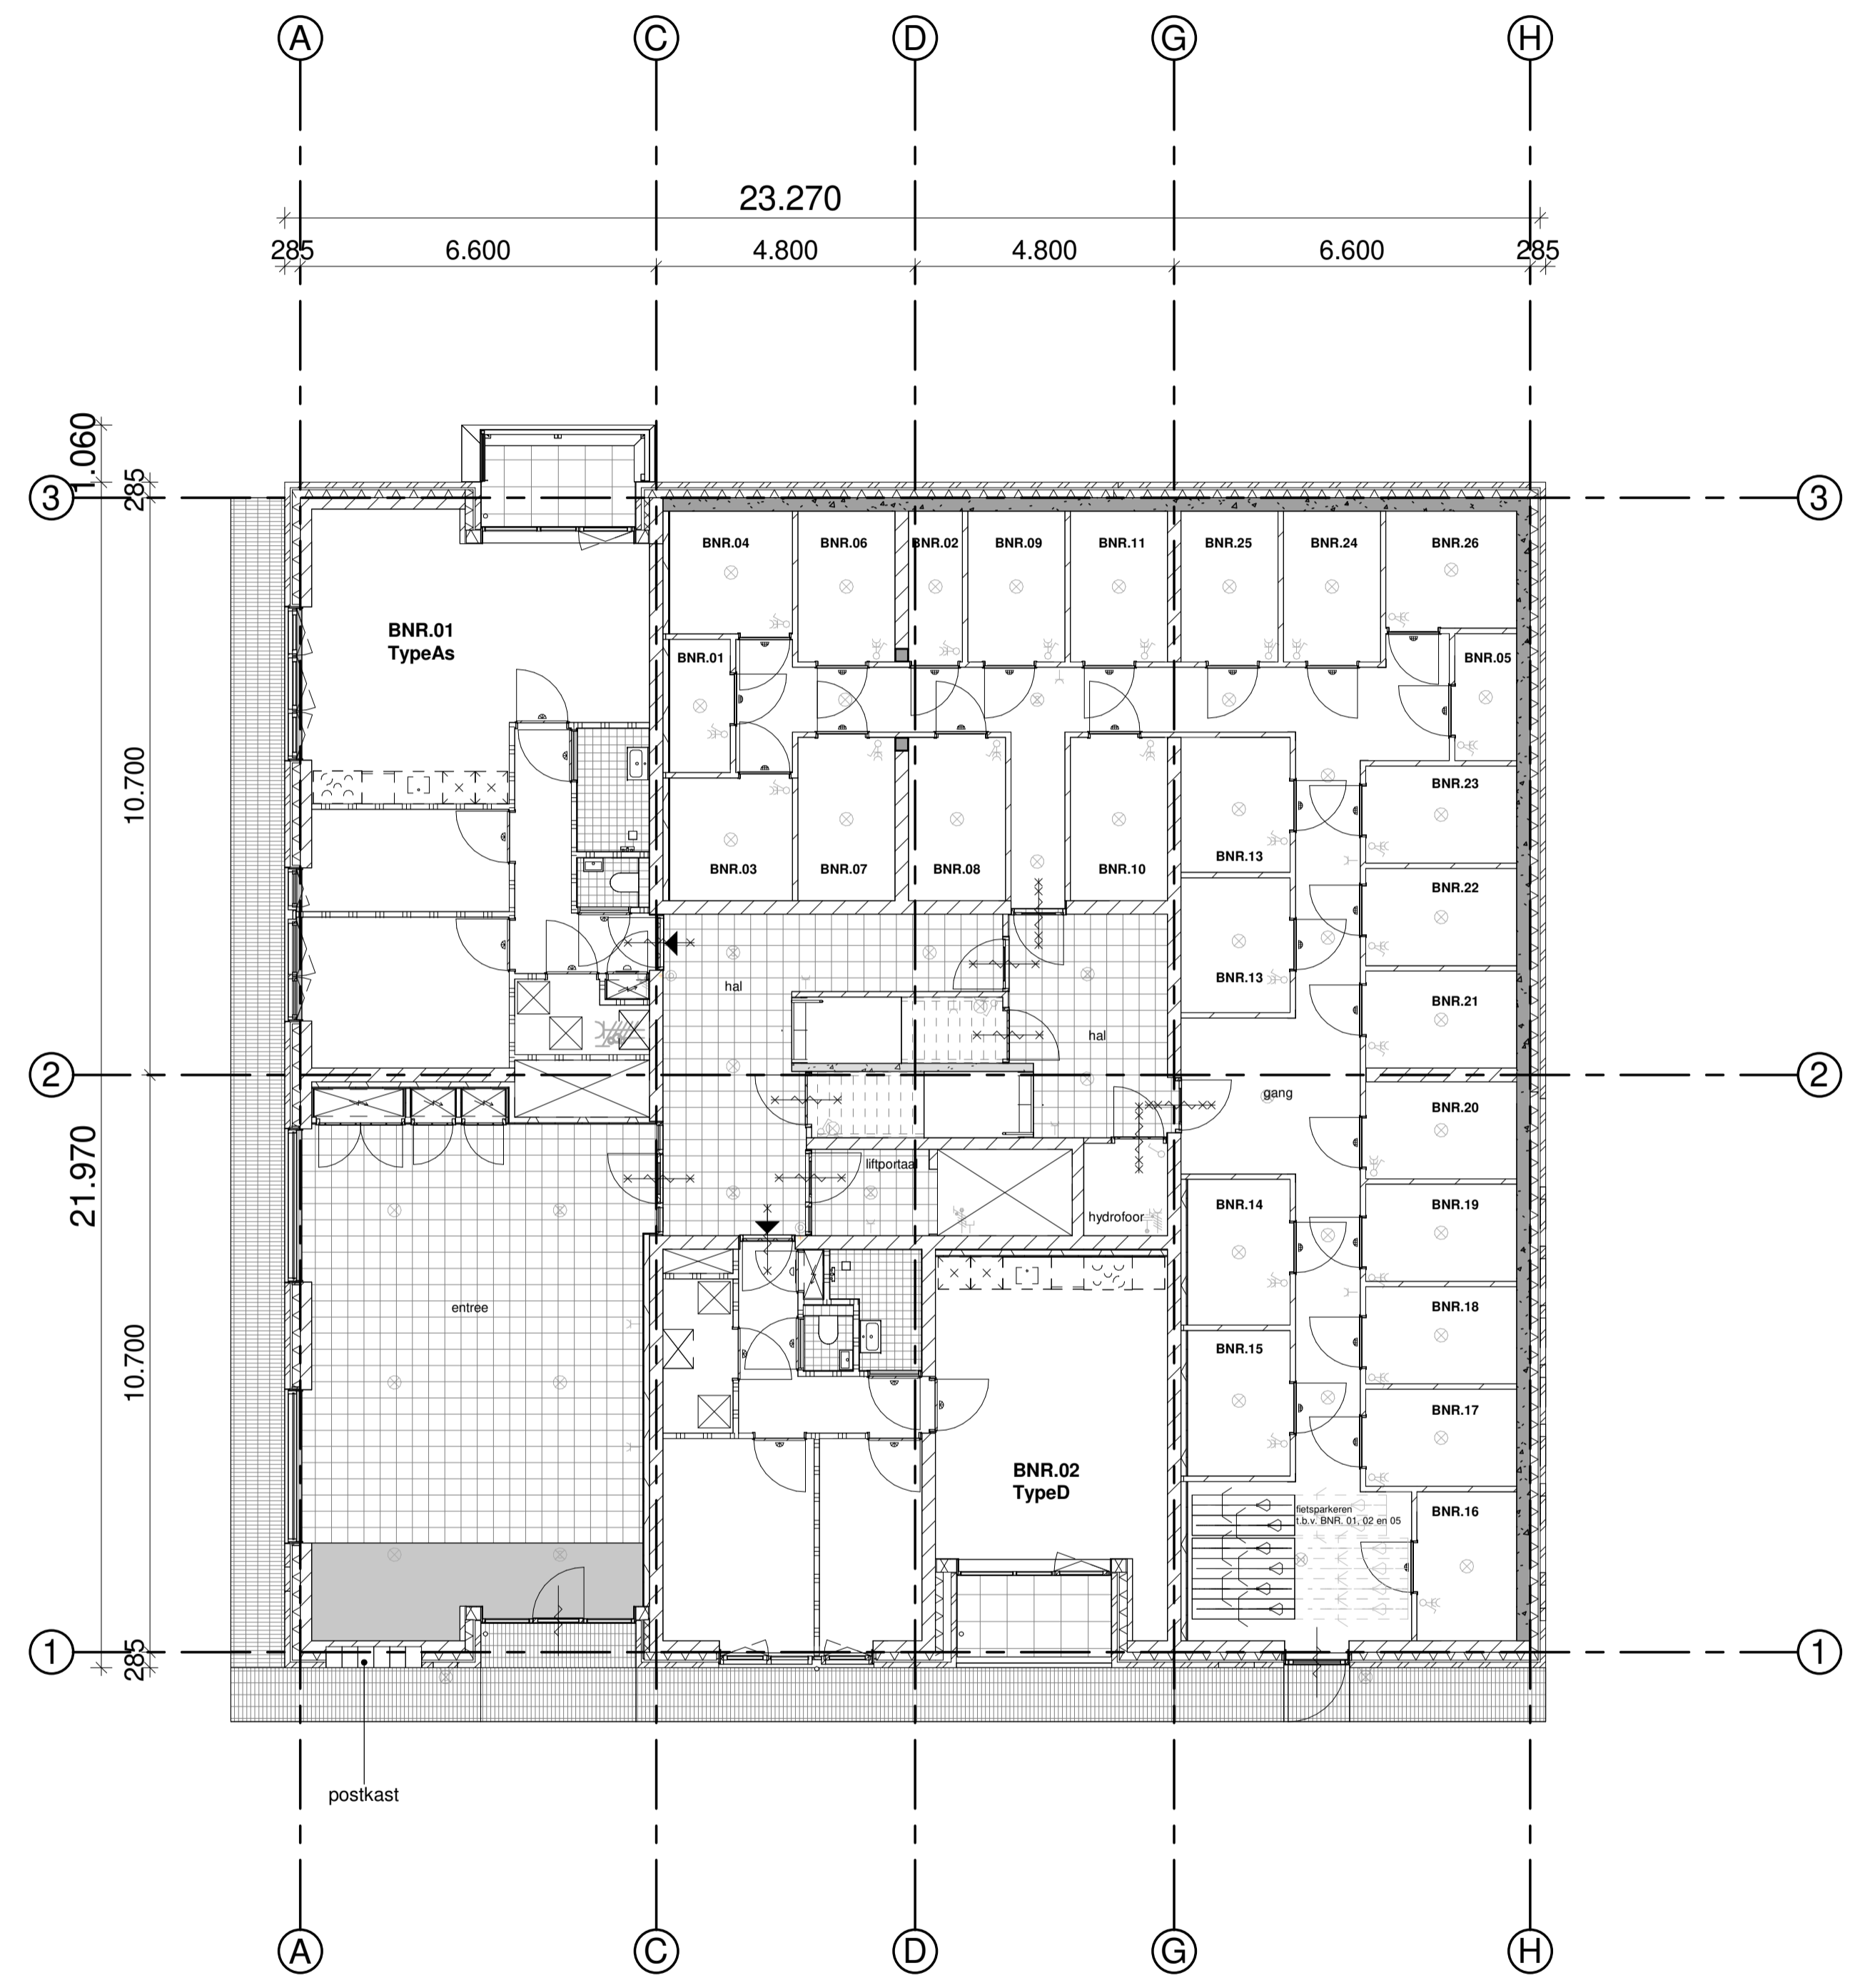 A
C
D
G
H
23.270
285
6.600
4.800
4.800
6.600
285
1.060
285
3
3
BNR.04
BNR.06
BNR.02
BNR.09
BNR.11
BNR.25
BNR.24
BNR.26
BNR.01
TypeAs
BNR.01
BNR.05
10.700
BNR.23
BNR.03
BNR.07
BNR.08
BNR.10
BNR.13
BNR.22
BNR.13
hal
BNR.21
hal
2
2
gang
BNR.20
21.970
liftportaal
hydrofoor
BNR.14
BNR.19
entree
BNR.18
10.700
BNR.15
BNR.17
BNR.02
TypeD
fietsparkeren
t.b.v. BNR. 01, 02 en 05
BNR.16
1
1
285
postkast
A
C
D
G
H